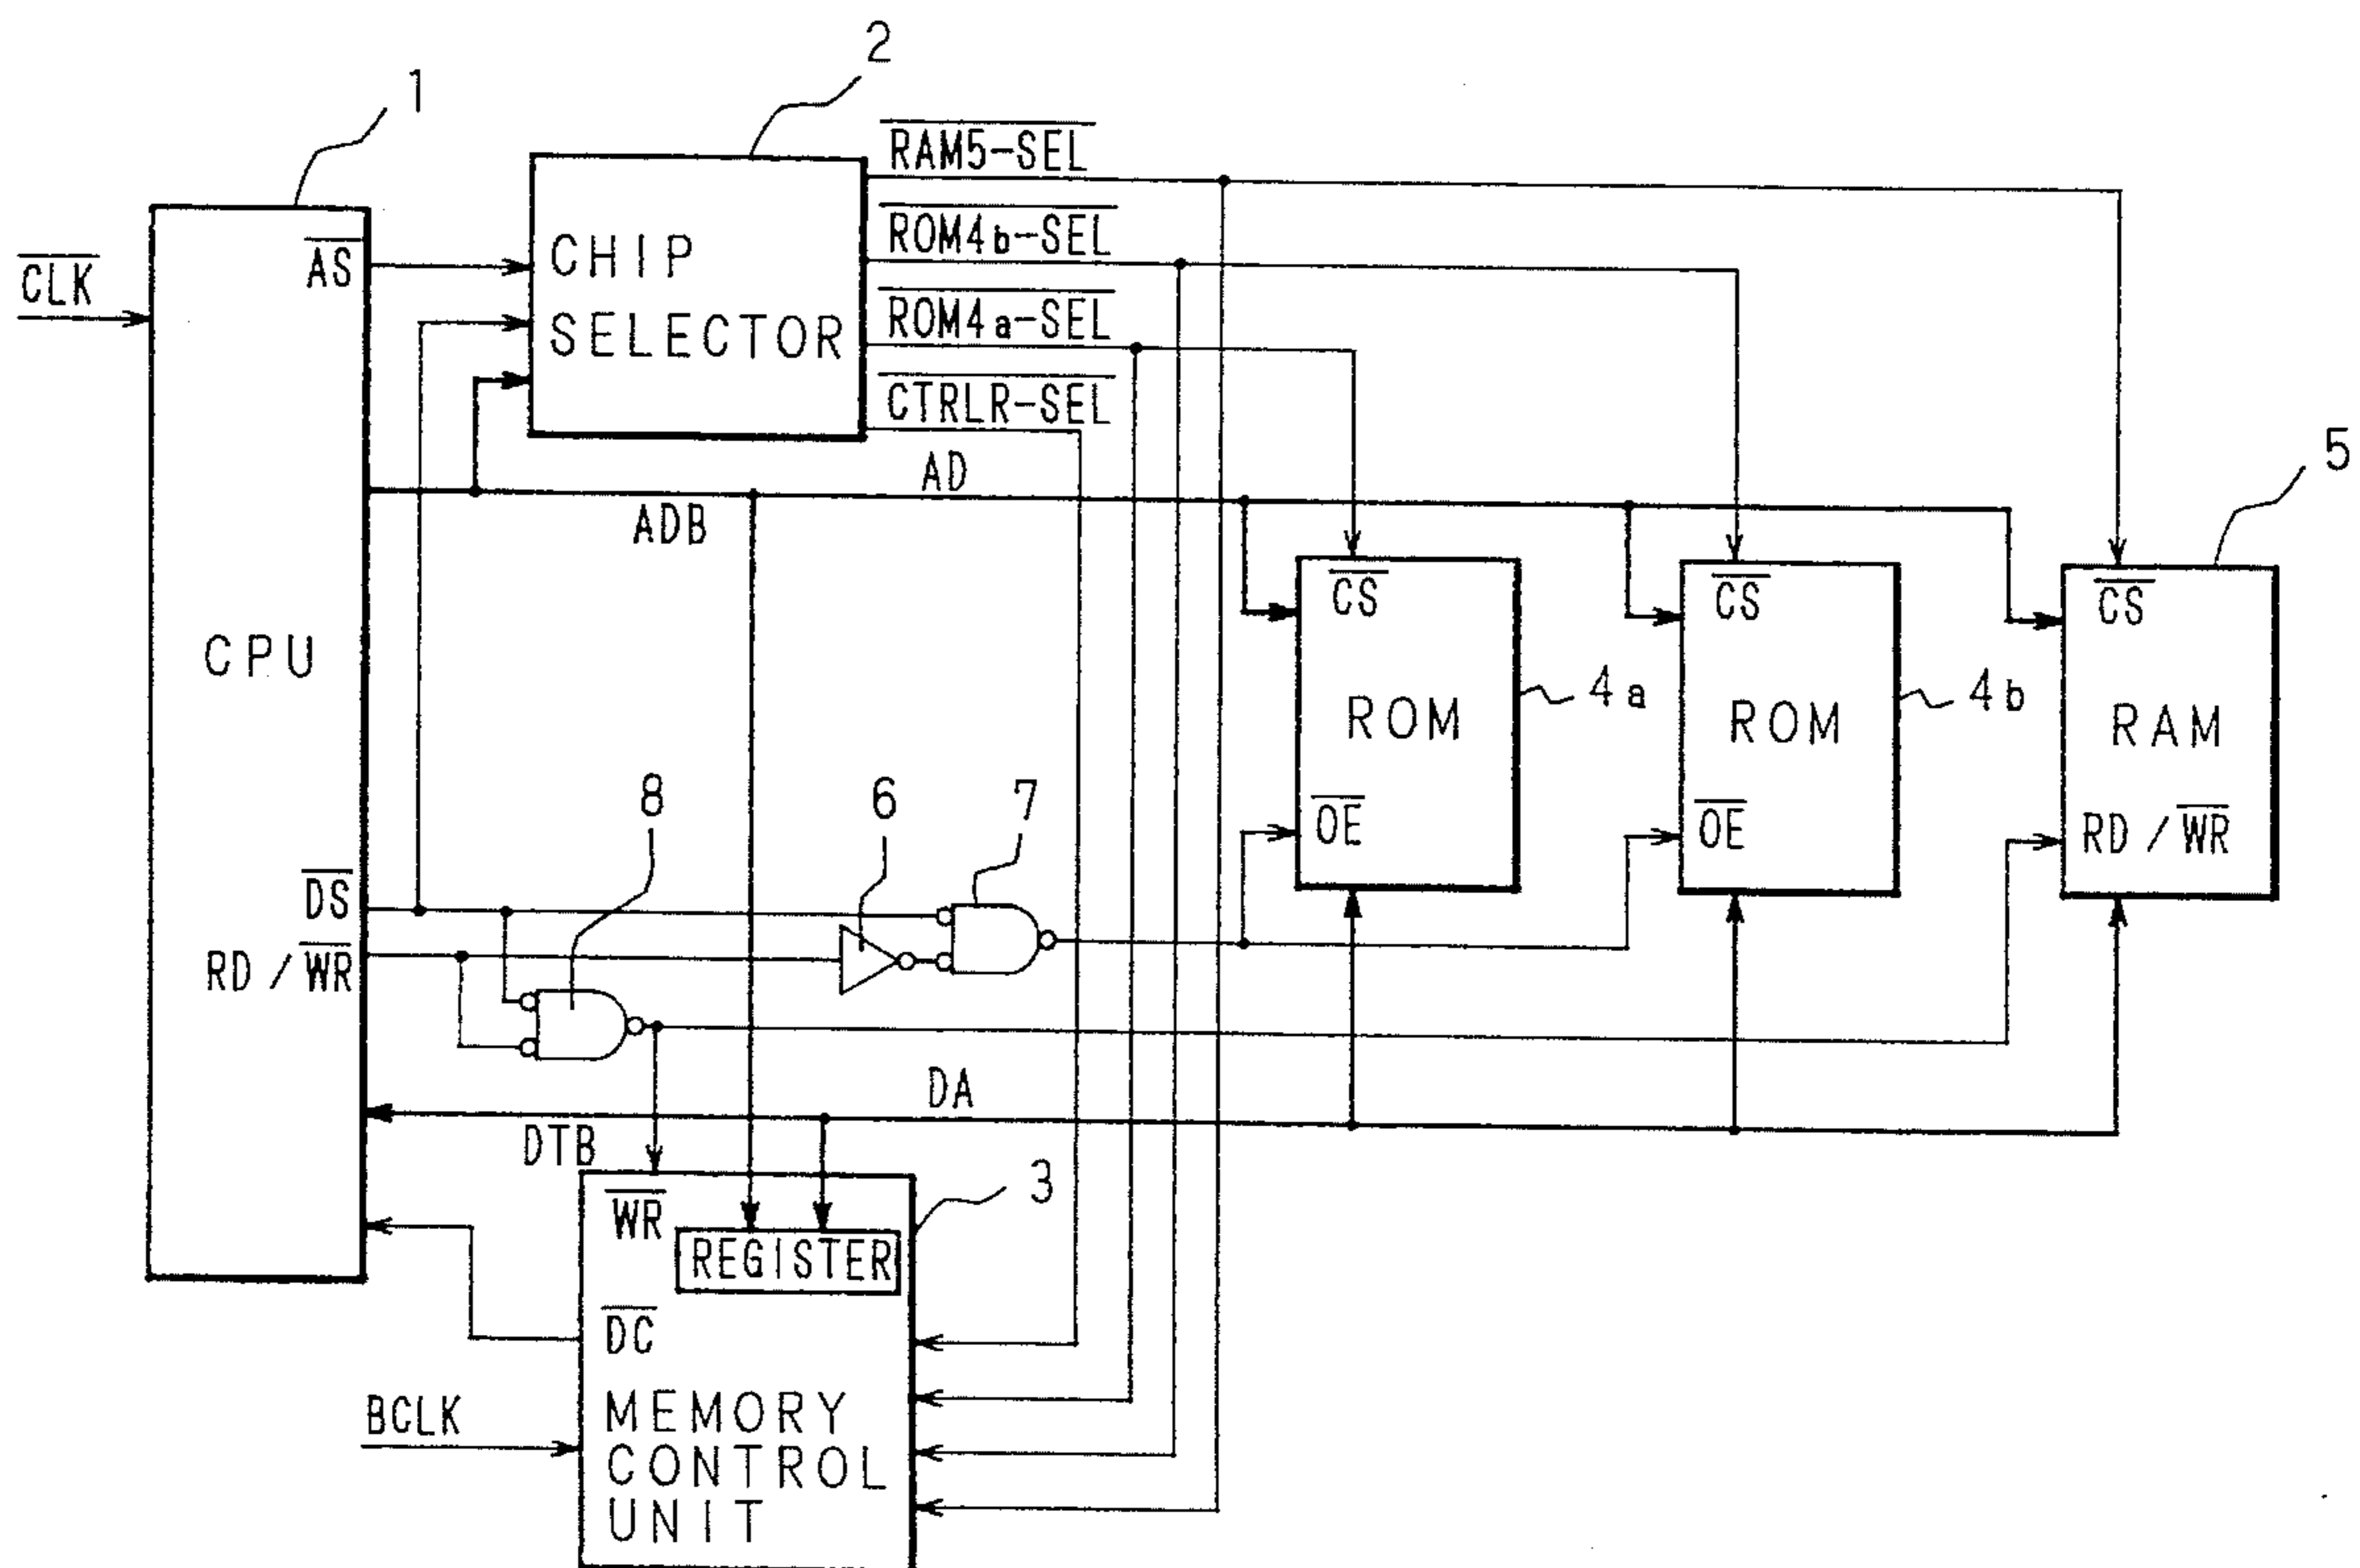 2
1
RAM5-SEL
ROM4b-SEL
ROM4a-SEL
CTRLR-SEL
CLK
AS
CHIP
SELECTOR
AD
ADB
5
CPU
CS
CS
CS
ROM
4a
ROM
4b
RAM
8
6
7
OE
OE
RD/WR
DS
RD/WR
DA
DTB
WR
REGISTER
3
DC
BCLK
MEMORY
CONTROL
UNIT